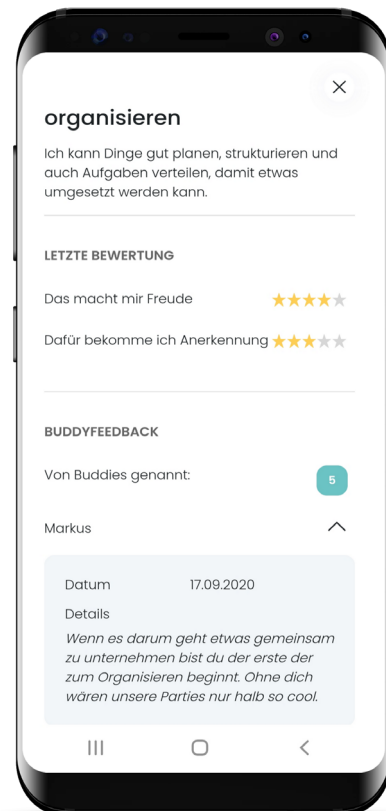 organisieren
Ich kann Dinge gut planen, strukturieren und
auch Aufgaben verteilen, damit etwas
umgesetzt werden kann.
LETZTE BEWERTUNG
Das macht mir Freude
Dafür bekomme ich Anerkennung
BUDDYFEEDBACK
Von Buddies genannt: 5
Markus
Datum 17.09.2020
Details
Wenn es darum geht etwas gemeinsam
zu unternehmen bist du der erste der
zum Organisieren beginnt. Ohne dich
wären unsere Parties nur halb so cool.